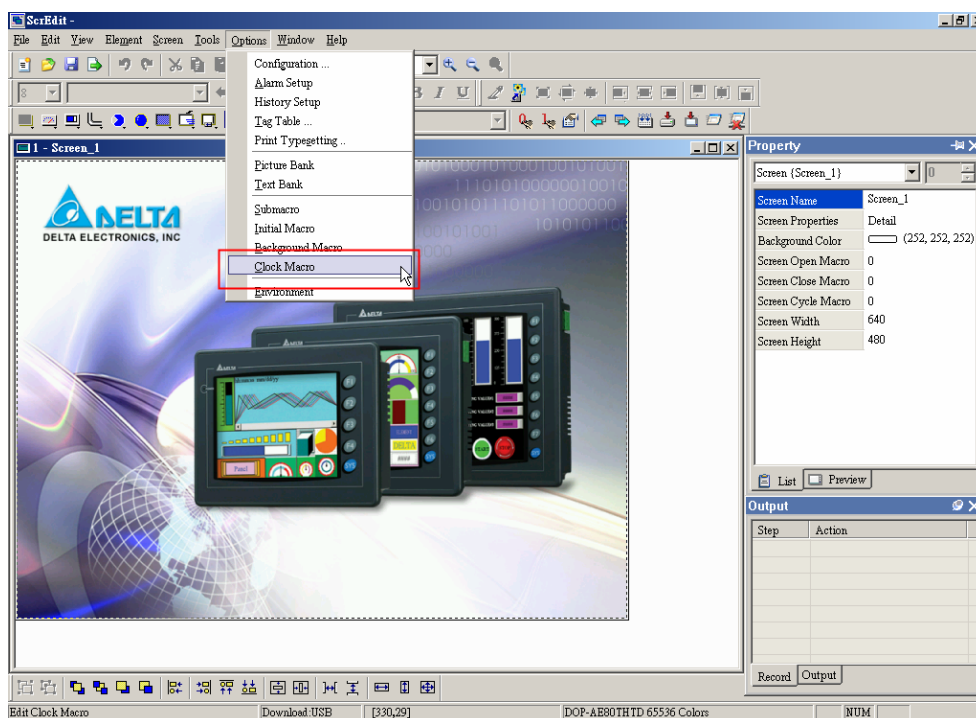 ScrEdit -
File Edit View Element Screen Tools Options Window Help
Configuration ...
Alarm Setup
History Setup
Tag Table ...
Print Typesetting ..
Picture Bank
Text Bank
Submacro
Initial Macro
Background Macro
Clock Macro
Environment
8
B I U
1 - Screen_1
DELTA
DELTA ELECTRONICS, INC
Property
Screen {Screen_1}
0
Screen Name Screen_1
Screen Properties Detail
Background Color (252, 252, 252)
Screen Open Macro 0
Screen Close Macro 0
Screen Cycle Macro 0
Screen Width 640
Screen Height 480
List Preview
Output
Step Action
Record Output
Edit Clock Macro Download:USB [330,29] DOP-AE80THTD 65536 Colors NUM